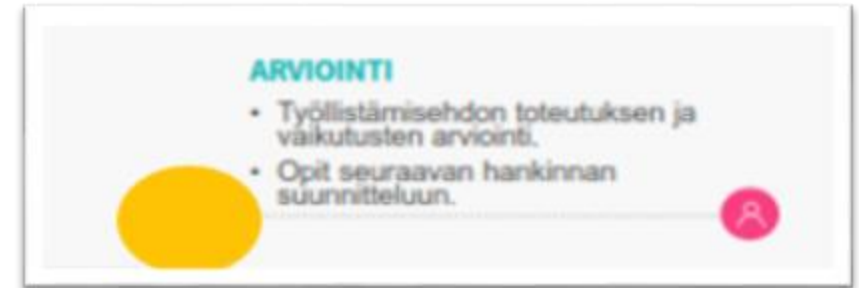 ARVIOINTI
• Työllistämisehdon toteutuksen ja
vaikutusten arviointi.
• Opit seuraavan hankinnan
suunnitteluun.